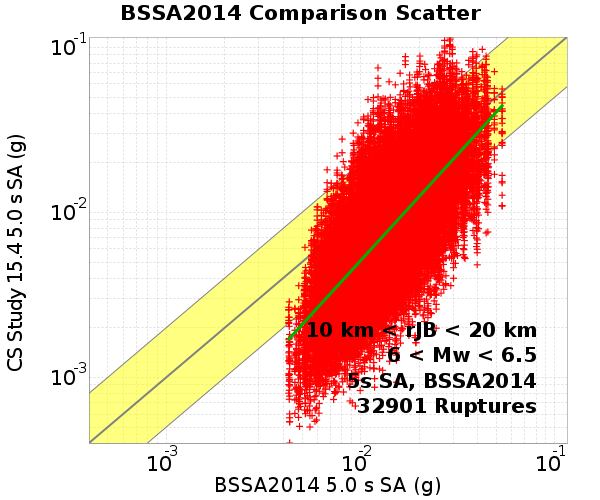 BSSA2014 Comparison Scatter
10-1
10-2
10-3
CS Study 15.4 5.0 s SA (g)
10 km < rJB < 20 km
6 < Mw < 6.5
5s SA, BSSA2014
32901 Ruptures
10-3
10-2
10-1
BSSA2014 5.0 s SA (g)